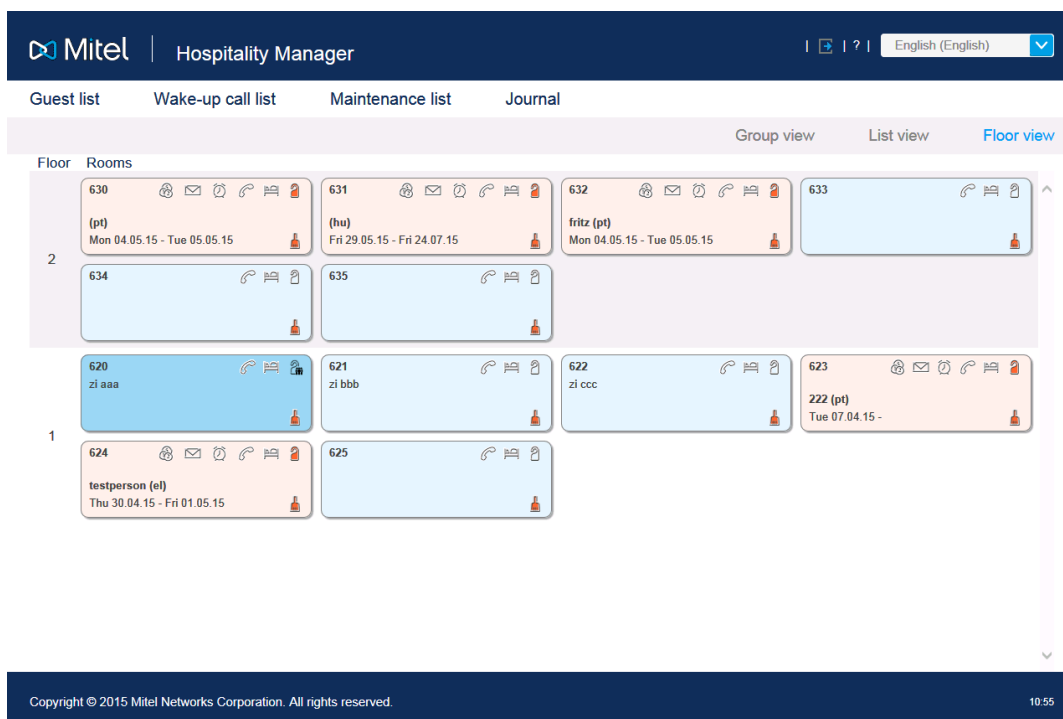 Mitel | Hospitality Manager
| | ? | English (English)
Guest list Wake-up call list Maintenance list Journal
Group view List view Floor view
Floor Rooms
630 631 632 633
(pt) (hu) fritz (pt)
Mon 04.05.15 - Tue 05.05.15 Fri 29.05.15 - Fri 24.07.15 Mon 04.05.15 - Tue 05.05.15
2
634 635
620 621 622 623
zi aaa zi bbb zi ccc
222 (pt)
Tue 07.04.15 -
1
624 625
testperson (el)
Thu 30.04.15 - Fri 01.05.15
Copyright © 2015 Mitel Networks Corporation. All rights reserved. 10:55